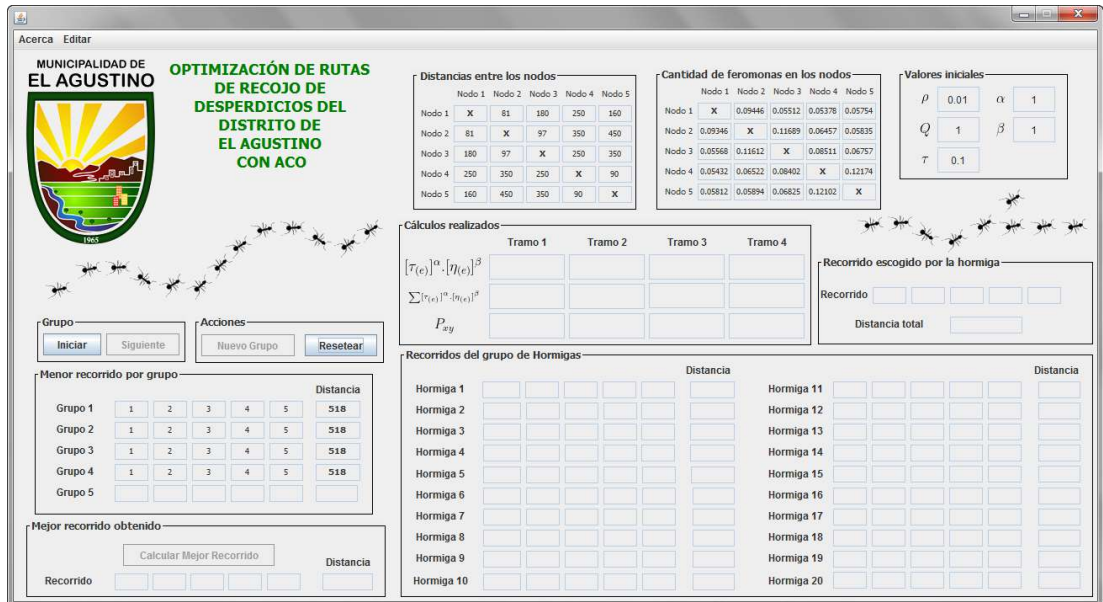 Acerca Editar
MUNICIPALIDAD DE
EL AGUSTINO
1965
OPTIMIZACIÓN DE RUTAS
DE RECOJO DE
DESPERDICIOS DEL
DISTRITO DE
EL AGUSTINO
CON ACO
Distancias entre los nodos
Nodo 1 Nodo 2 Nodo 3 Nodo 4 Nodo 5
Nodo 1 X 81 180 250 160
Nodo 2 81 X 97 350 450
Nodo 3 180 97 X 250 350
Nodo 4 250 350 250 X 90
Nodo 5 160 450 350 90 X
Cantidad de feromonas en los nodos
Nodo 1 Nodo 2 Nodo 3 Nodo 4 Nodo 5
Nodo 1 X 0.09446 0.05512 0.05378 0.05754
Nodo 2 0.09346 X 0.11689 0.06457 0.05835
Nodo 3 0.05568 0.11612 X 0.08511 0.06757
Nodo 4 0.05432 0.06522 0.08402 X 0.12174
Nodo 5 0.05812 0.05894 0.06825 0.12102 X
Valores iniciales
ρ 0.01 α 1
Q 1 β 1
τ 0.1
Cálculos realizados
Tramo 1 Tramo 2 Tramo 3 Tramo 4
[τ(e)]^α.[η(e)]^β
∑[τ(e)]^α.[η(e)]^β
P_xy
Recorrido escogido por la hormiga
Recorrido
Distancia total
Grupo
Iniciar Siguiente
Acciones
Nuevo Grupo Resetear
Menor recorrido por grupo
Distancia
Grupo 1 1 2 3 4 5 518
Grupo 2 1 2 3 4 5 518
Grupo 3 1 2 3 4 5 518
Grupo 4 1 2 3 4 5 518
Grupo 5
Mejor recorrido obtenido
Calcular Mejor Recorrido
Distancia
Recorrido
Recorridos del grupo de Hormigas
Distancia Distancia
Hormiga 1 Hormiga 11
Hormiga 2 Hormiga 12
Hormiga 3 Hormiga 13
Hormiga 4 Hormiga 14
Hormiga 5 Hormiga 15
Hormiga 6 Hormiga 16
Hormiga 7 Hormiga 17
Hormiga 8 Hormiga 18
Hormiga 9 Hormiga 19
Hormiga 10 Hormiga 20